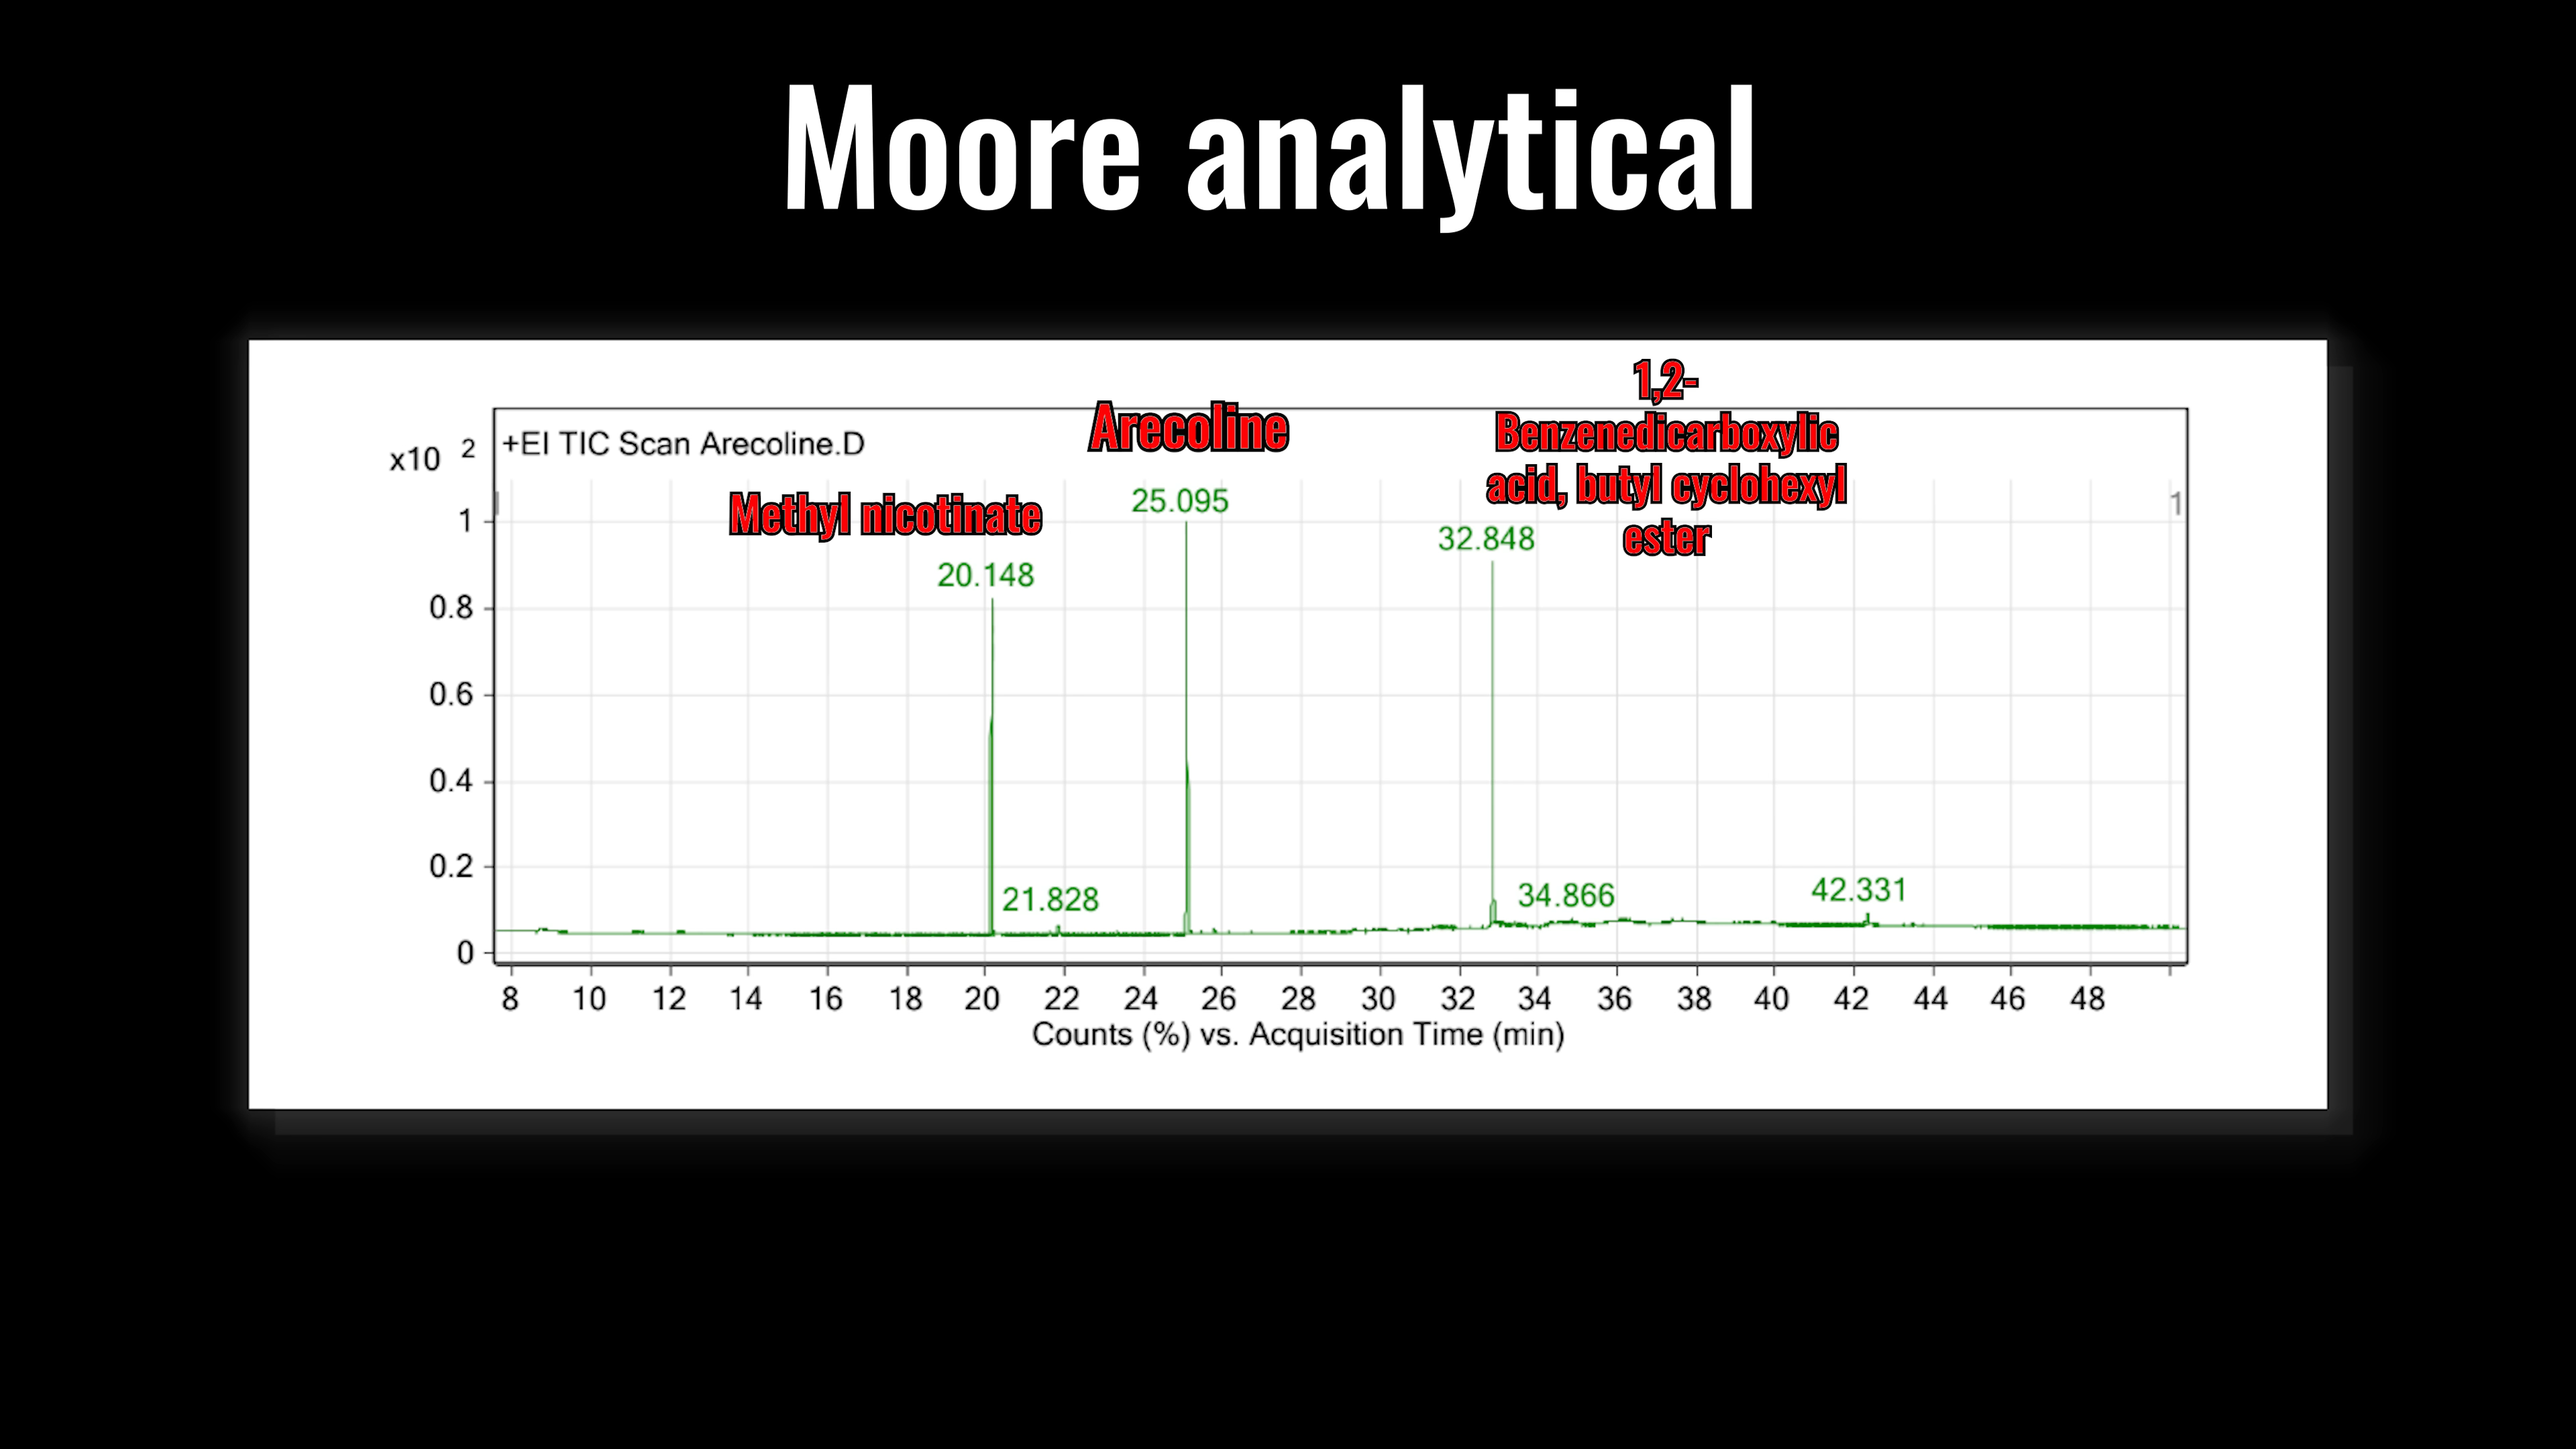 Moore analytical
1,2-
Benzenedicarboxylic
acid, butyl cyclohexyl
ester
Arecoline
Methyl nicotinate
x10 2
+EI TIC Scan Arecoline.D
1
25.095
32.848
20.148
21.828
34.866
42.331
1
0.8
0.6
0.4
0.2
0
8 10 12 14 16 18 20 22 24 26 28 30 32 34 36 38 40 42 44 46 48
Counts (%) vs. Acquisition Time (min)